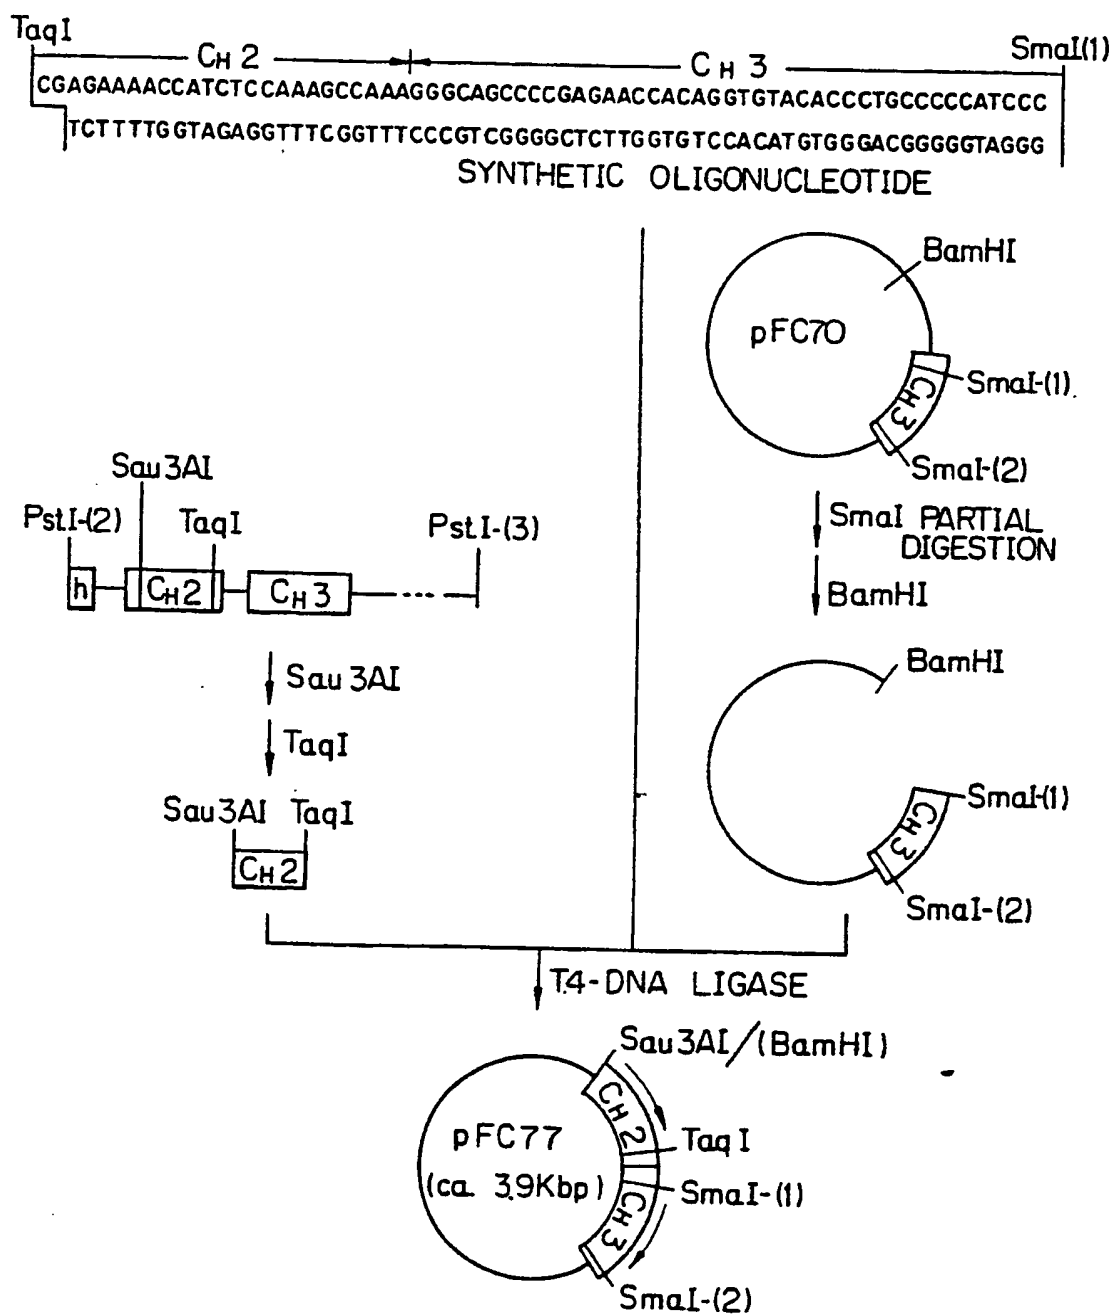 TaqI
CH2
CH3
SmaI(1)
CGAGAAAACCATCTCCAAAGCCAAAGGGCAGCCCCGAGAACCACAGGTGTACACCCTGCCCCCATCCC
TCTTTTGGTAGAGGTTTCGGTTTCCCGTCGGGGCTCTTGGTGTCCACATGTGGGACGGGGGTAGGG
SYNTHETIC OLIGONUCLEOTIDE
BamHI
pFC70
SmaI-(1)
CH3
SmaI-(2)
SmaI PARTIAL
DIGESTION
BamHI
Sau3AI
PstI-(2)
TaqI
PstI-(3)
h
CH2
CH3
Sau3AI
TaqI
Sau3AI TaqI
CH2
BamHI
SmaI-(1)
CH3
SmaI-(2)
T4-DNA LIGASE
Sau3AI/(BamHI)
CH2
pFC77
(ca. 3.9Kbp)
TaqI
SmaI-(1)
CH3
SmaI-(2)